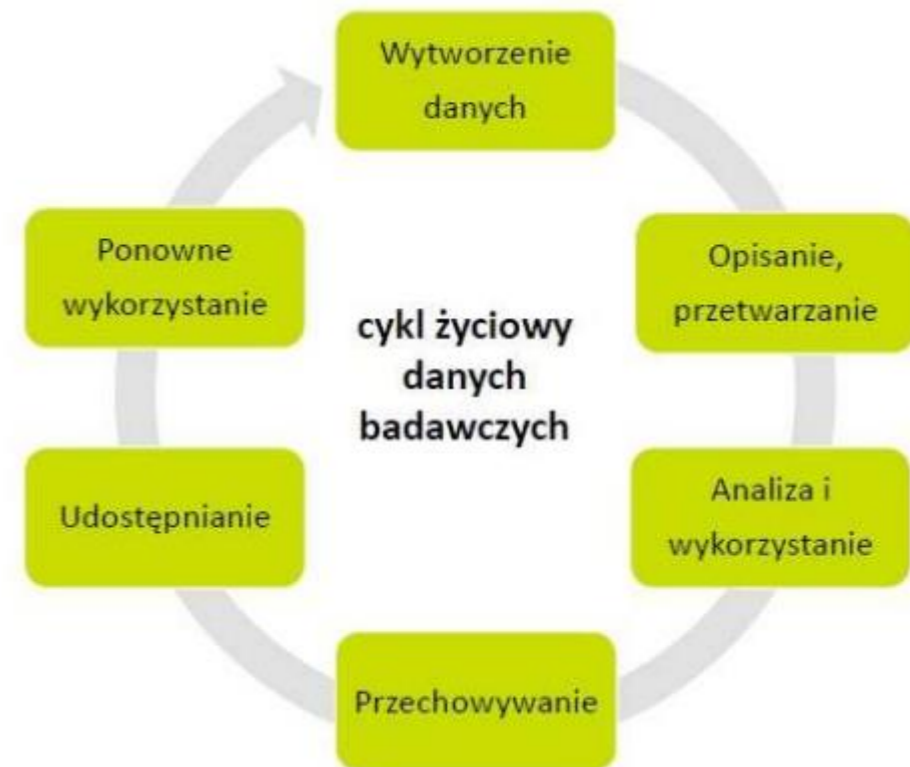 Wytworzenie
danych
Opisanie,
przetwarzanie
Analiza i
wykorzystanie
Przechowywanie
Udostępnianie
Ponowne
wykorzystanie
cykl życiowy
danych
badawczych